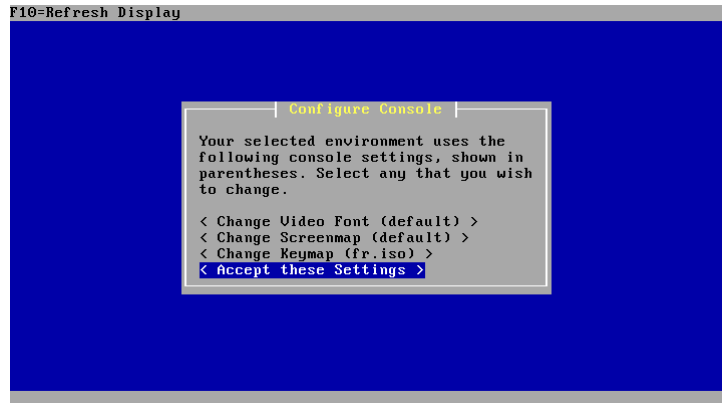 F10=Refresh Display
Configure Console
Your selected environment uses the
following console settings, shown in
parentheses. Select any that you wish
to change.
< Change Video Font (default) >
< Change Screenmap (default) >
< Change Keymap (fr.iso) >
< Accept these Settings >